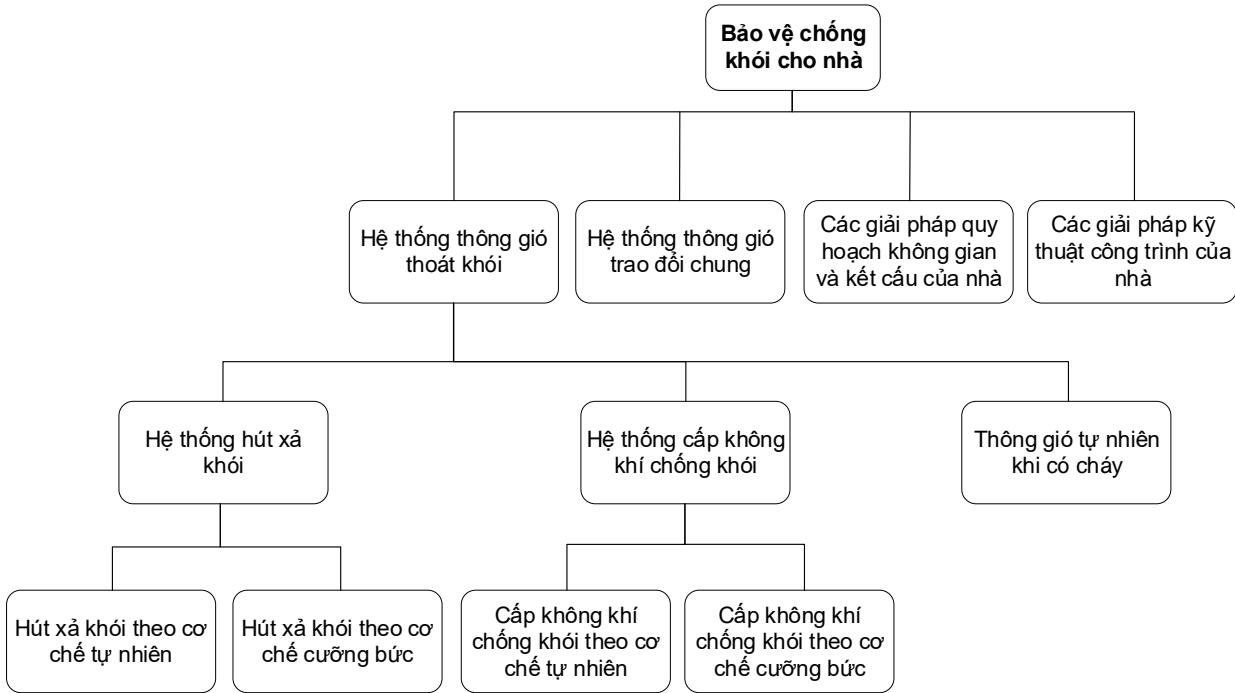 Bảo vệ chống
khói cho nhà
Hệ thống thông gió
thoát khói
Hệ thống thông gió
trao đổi chung
Các giải pháp quy
hoạch không gian
và kết cấu của nhà
Các giải pháp kỹ
thuật công trình của
nhà
Hệ thống hút xả
khói
Hệ thống cấp không
khí chống khói
Thông gió tự nhiên
khi có cháy
Hút xả khói theo cơ
chế tự nhiên
Hút xả khói theo cơ
chế cưỡng bức
Cấp không khí
chống khói theo cơ
chế tự nhiên
Cấp không khí
chống khói theo cơ
chế cưỡng bức